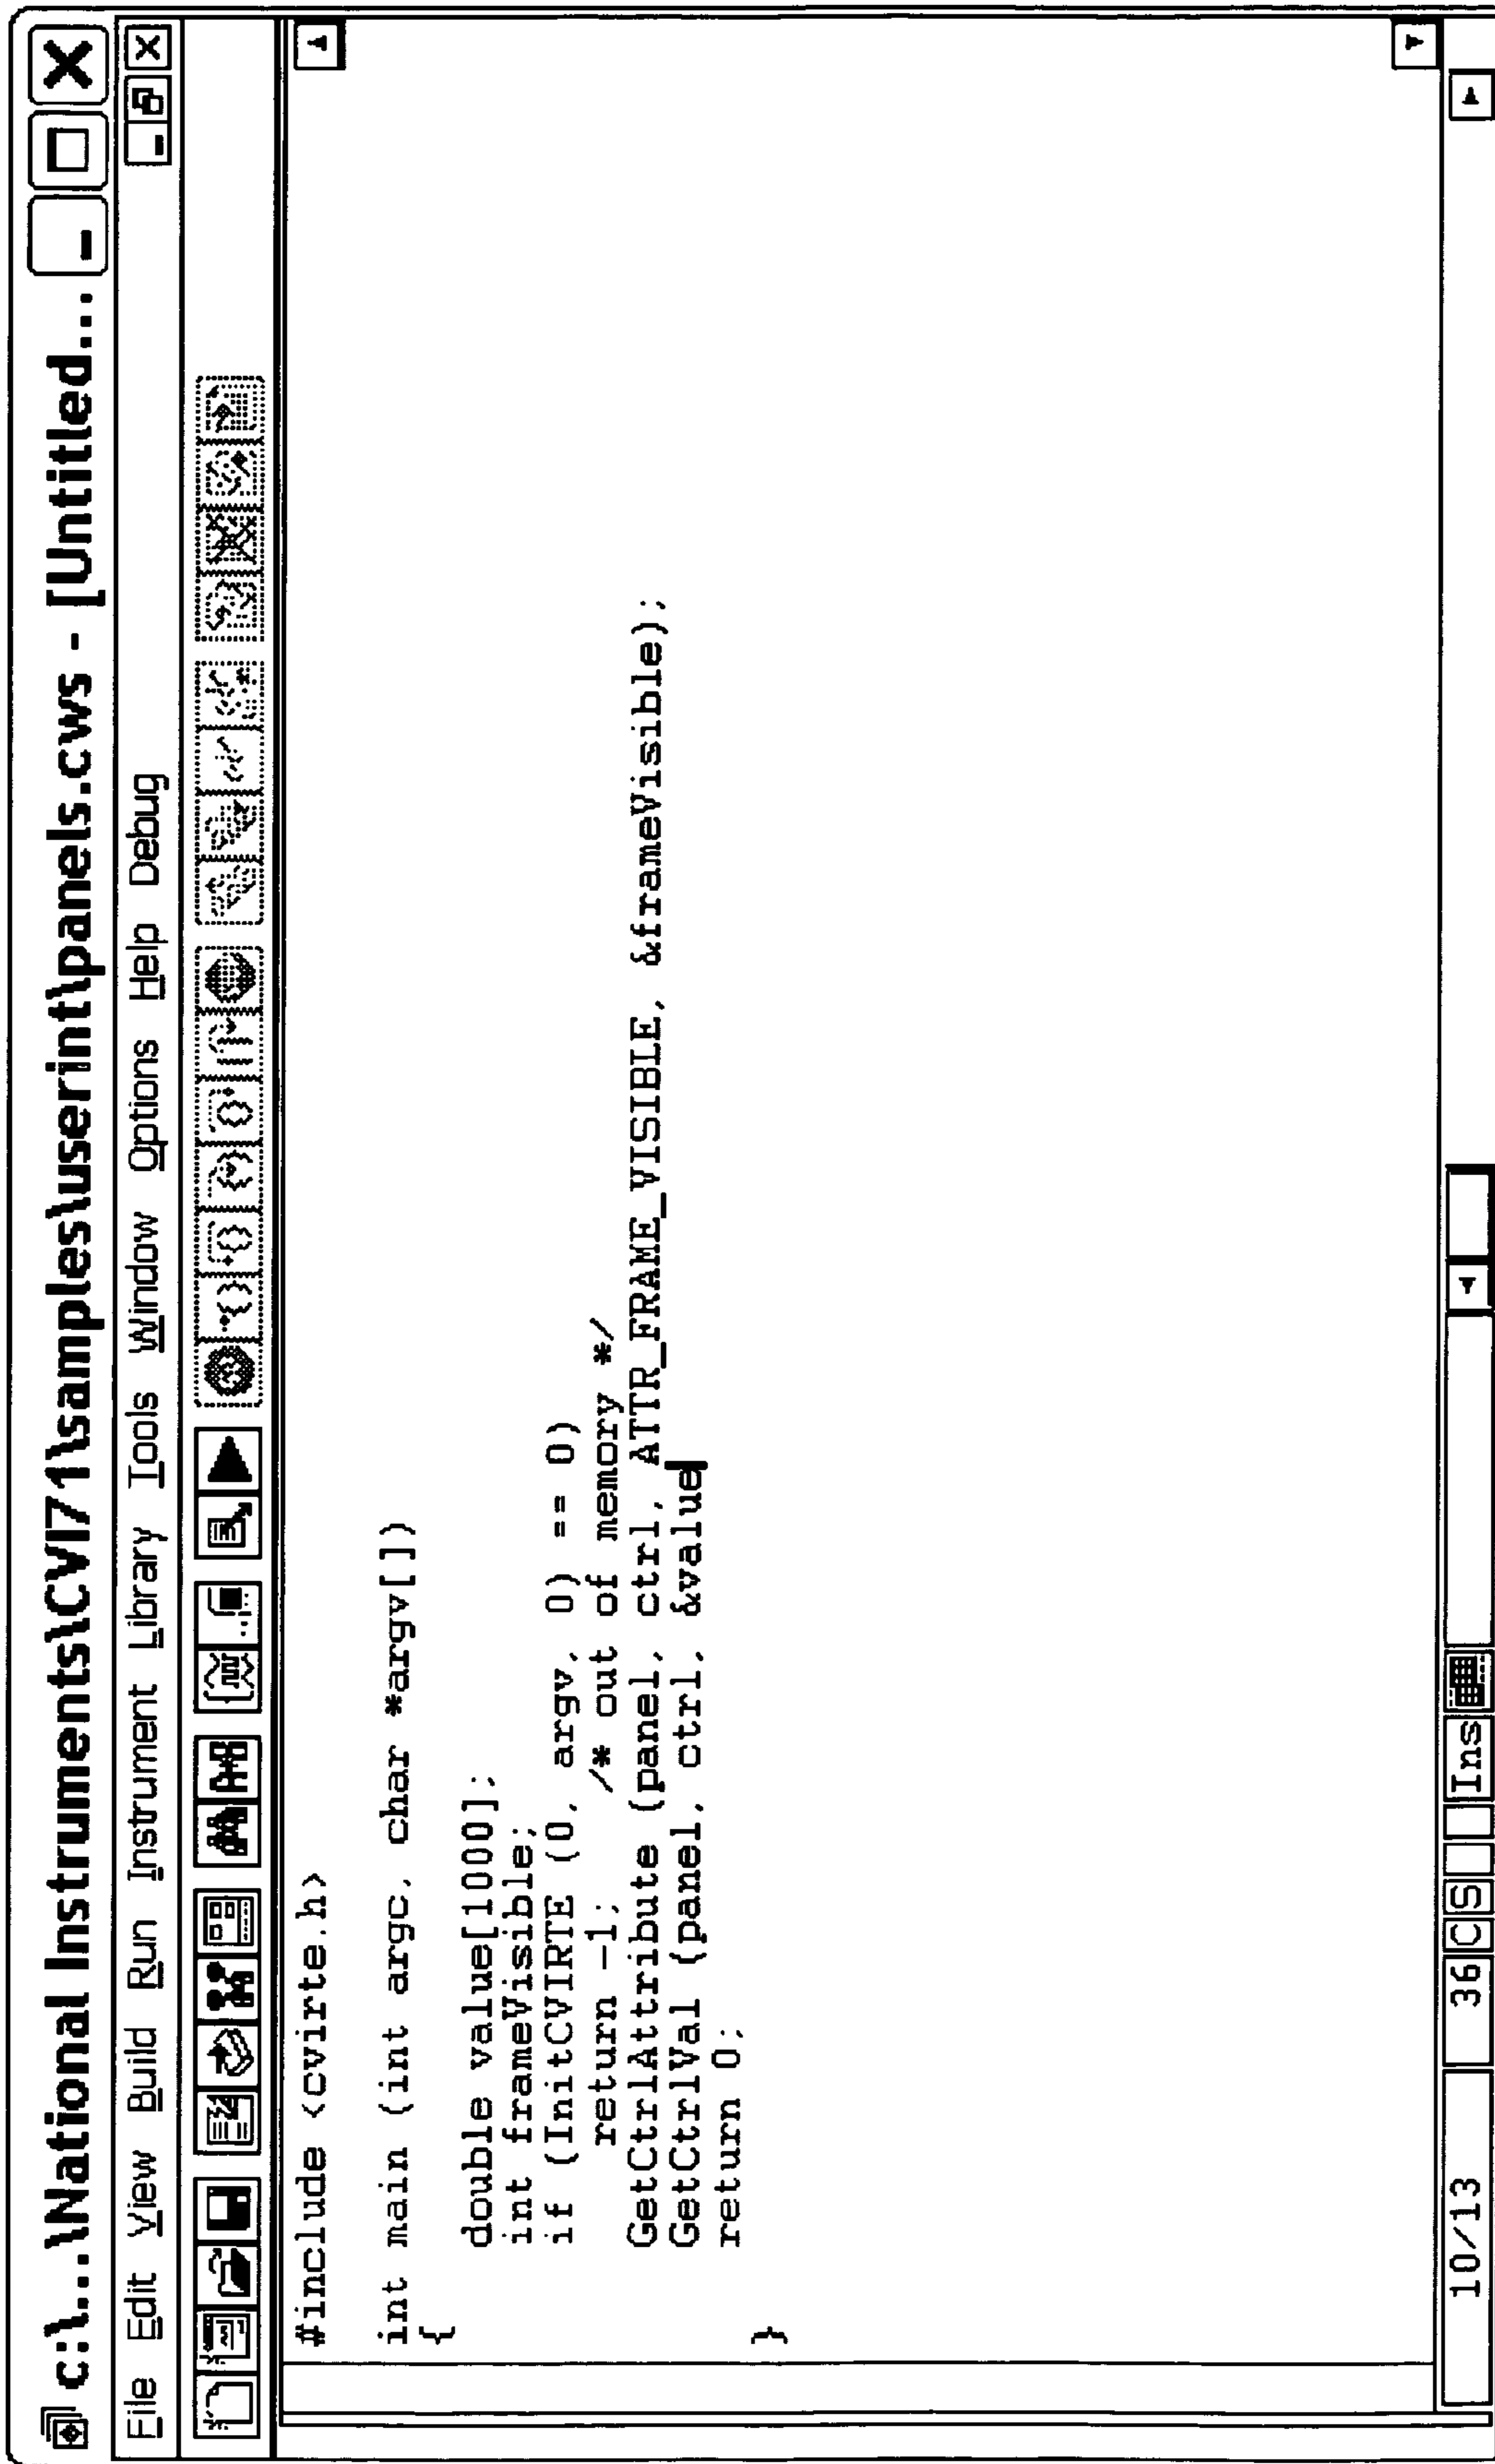 c:\...\National Instruments\CVI71\samples\userint\panels.cws - [Untitled...
File Edit View Build Run Instrument Library Tools Window Options Help Debug
#include <cvirte.h>
int main (int argc, char *argv[])
{
double value[1000];
int frameVisible;
if (InitCVIRTE (0, argv, 0) == 0)
return -1; /* out of memory */
GetCtrlAttribute (panel, ctrl, ATTR_FRAME_VISIBLE, &frameVisible);
GetCtrlVal (panel, ctrl, &value
return 0;
}
10/13 36 C S Ins